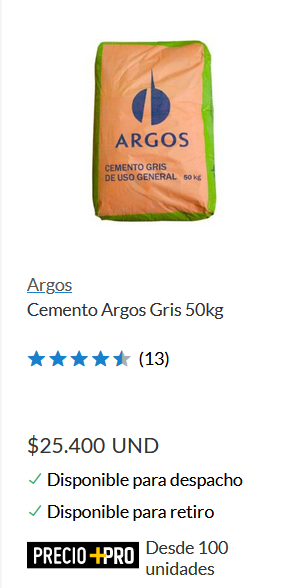 ARGOS
CEMENTO GRIS
DE USO GENERAL 50 kg
Argos
Cemento Argos Gris 50kg
(13)
$25.400 UND
Disponible para despacho
Disponible para retiro
PRECIO +PRO Desde 100
unidades